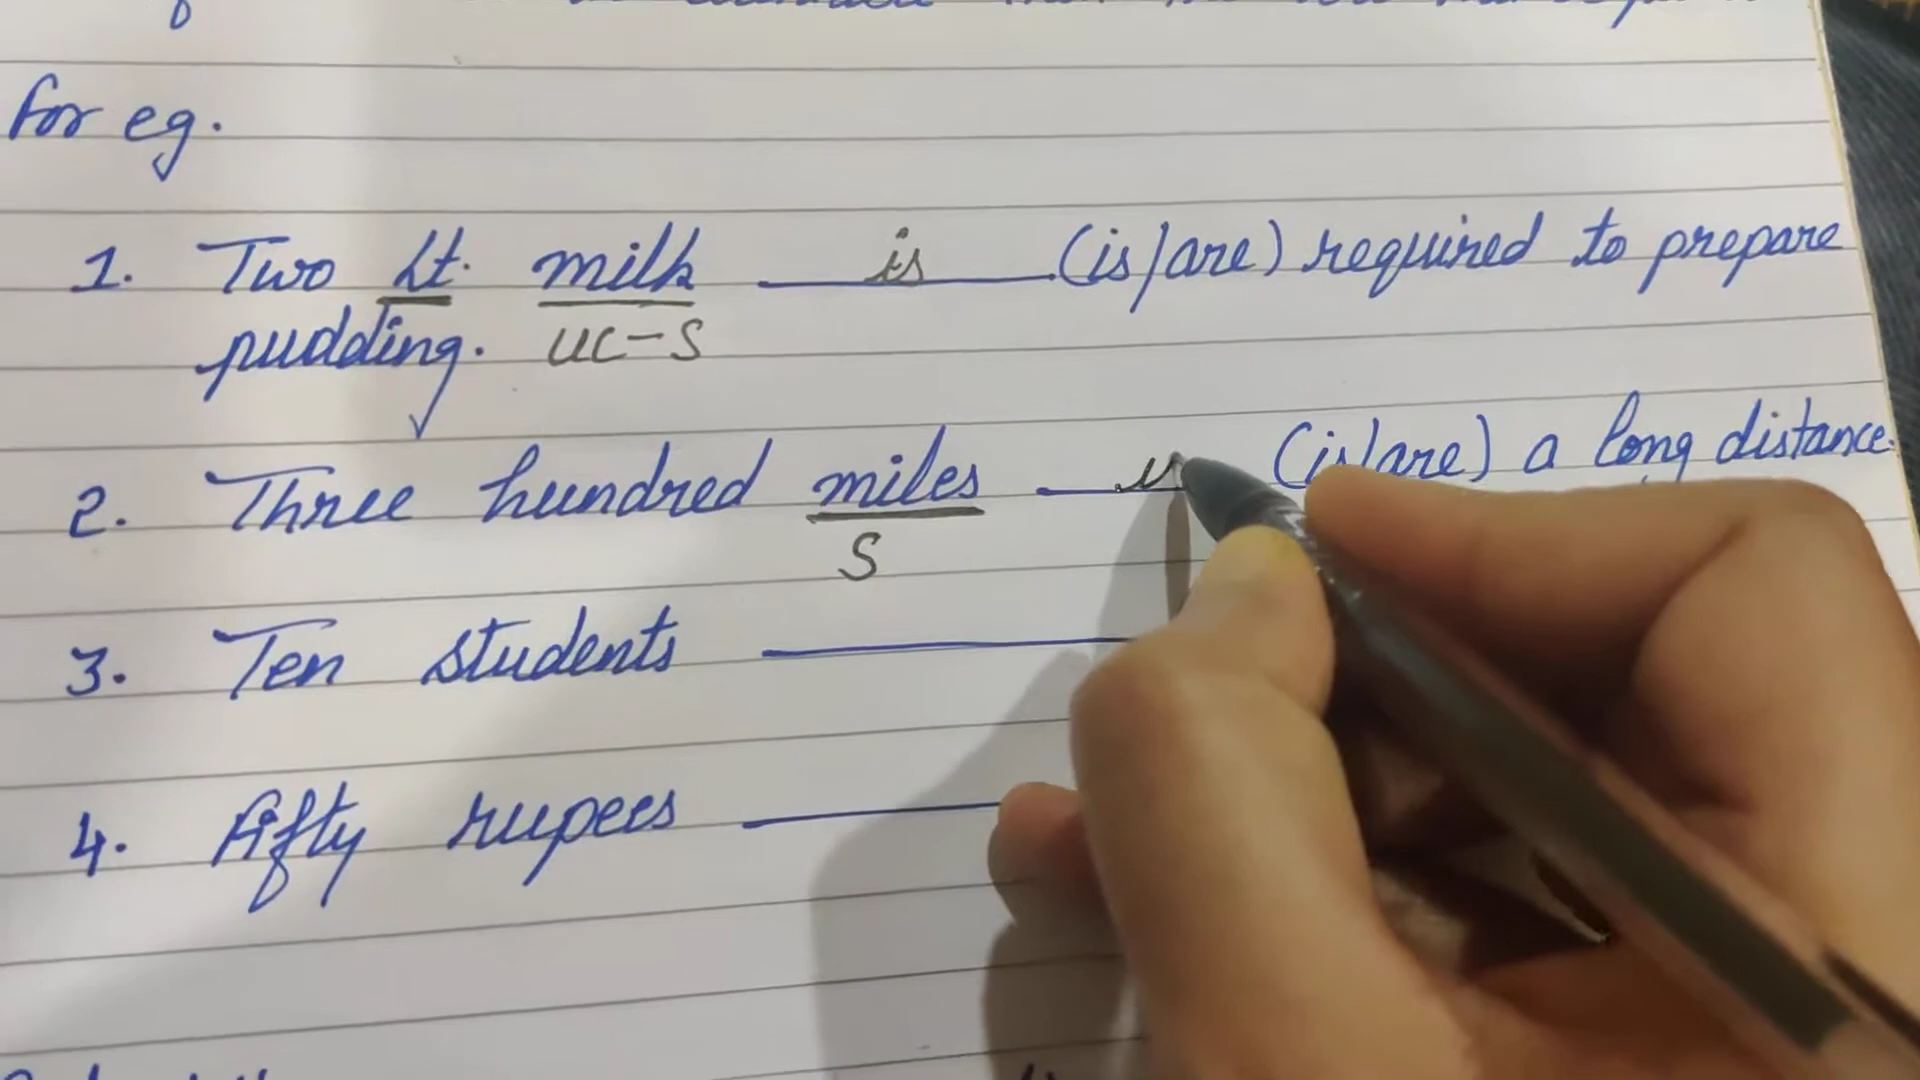 for eg.
1. Two Lt. milk is (is/are) required to prepare
pudding. UC-S
2. Three hundred miles (is/are) a long distance.
S
3. Ten students
4. Fifty rupees